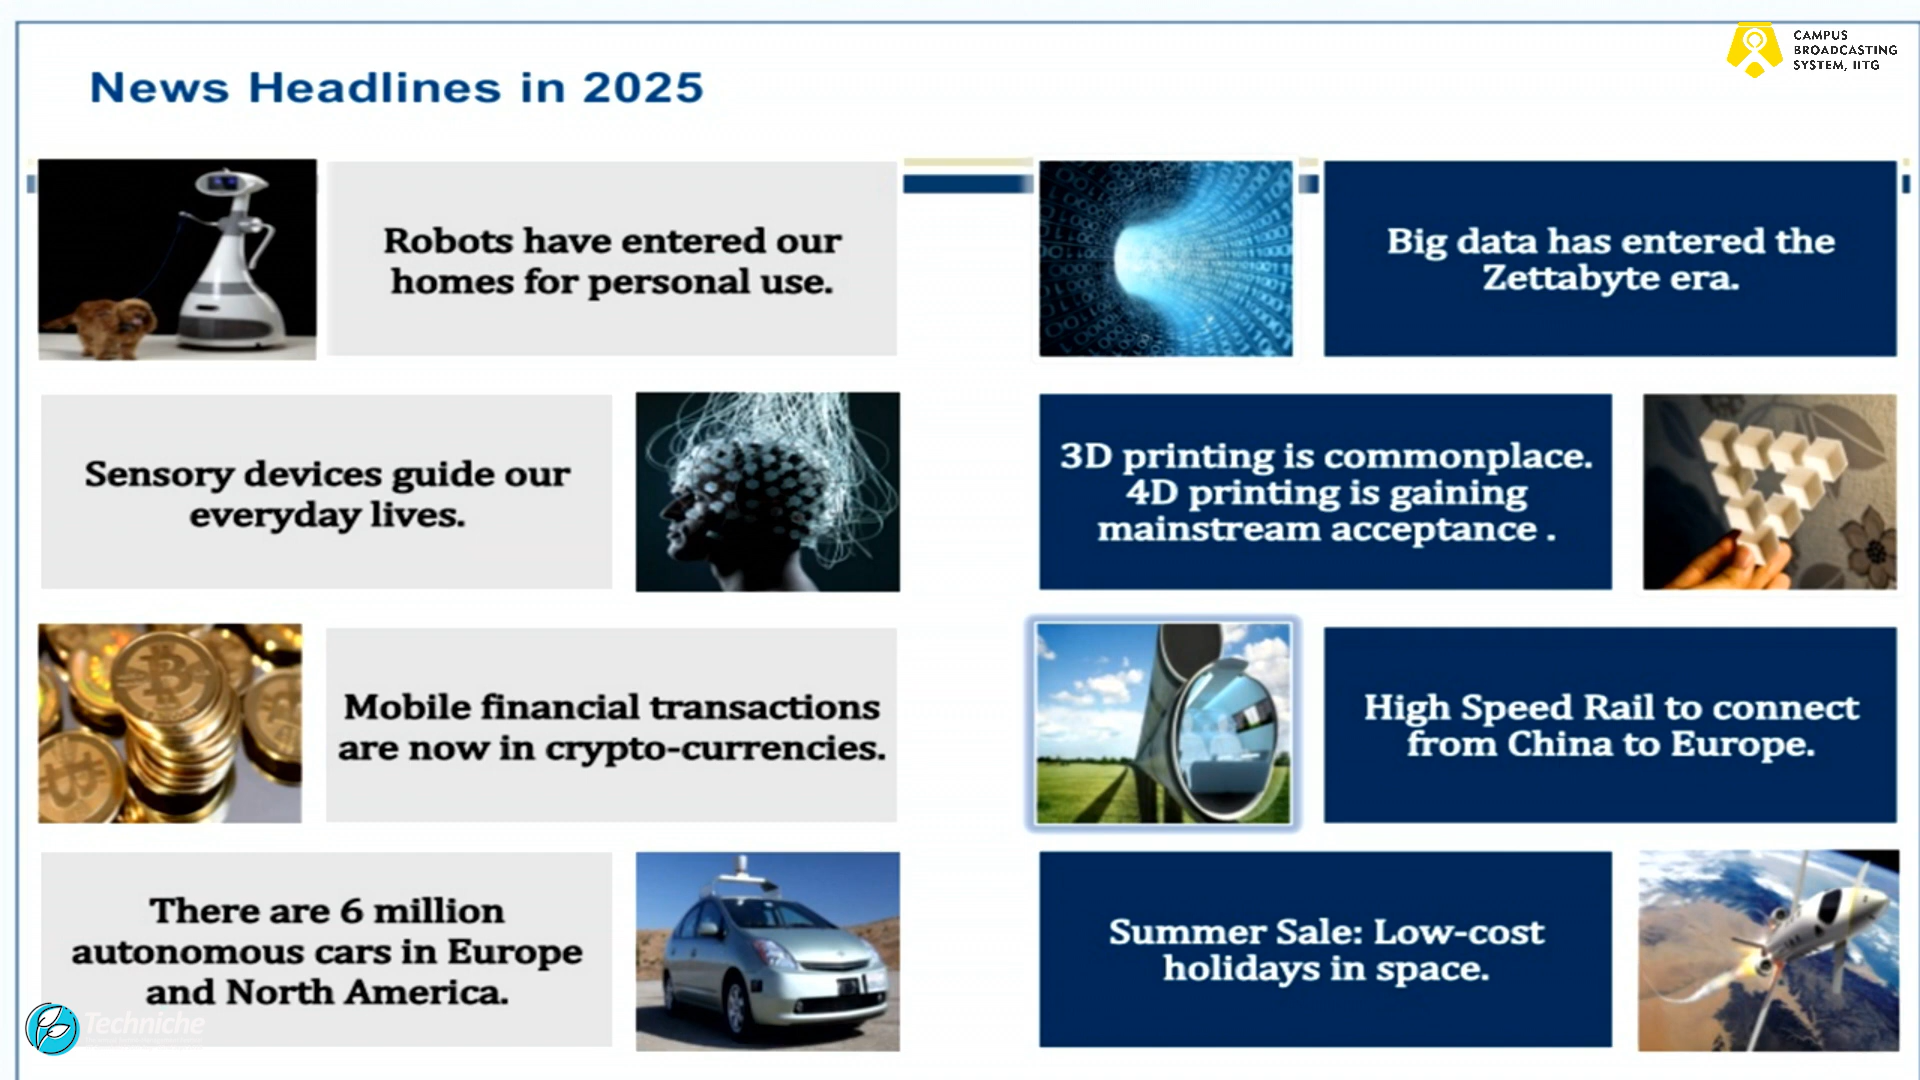 CAMPUS
BROADCASTING
SYSTEM, IITG
News Headlines in 2025
Robots have entered our
homes for personal use.
Big data has entered the
Zettabyte era.
Sensory devices guide our
everyday lives.
3D printing is commonplace.
4D printing is gaining
mainstream acceptance .
Mobile financial transactions
are now in crypto-currencies.
High Speed Rail to connect
from China to Europe.
There are 6 million
autonomous cars in Europe
and North America.
Summer Sale: Low-cost
holidays in space.
Techniche